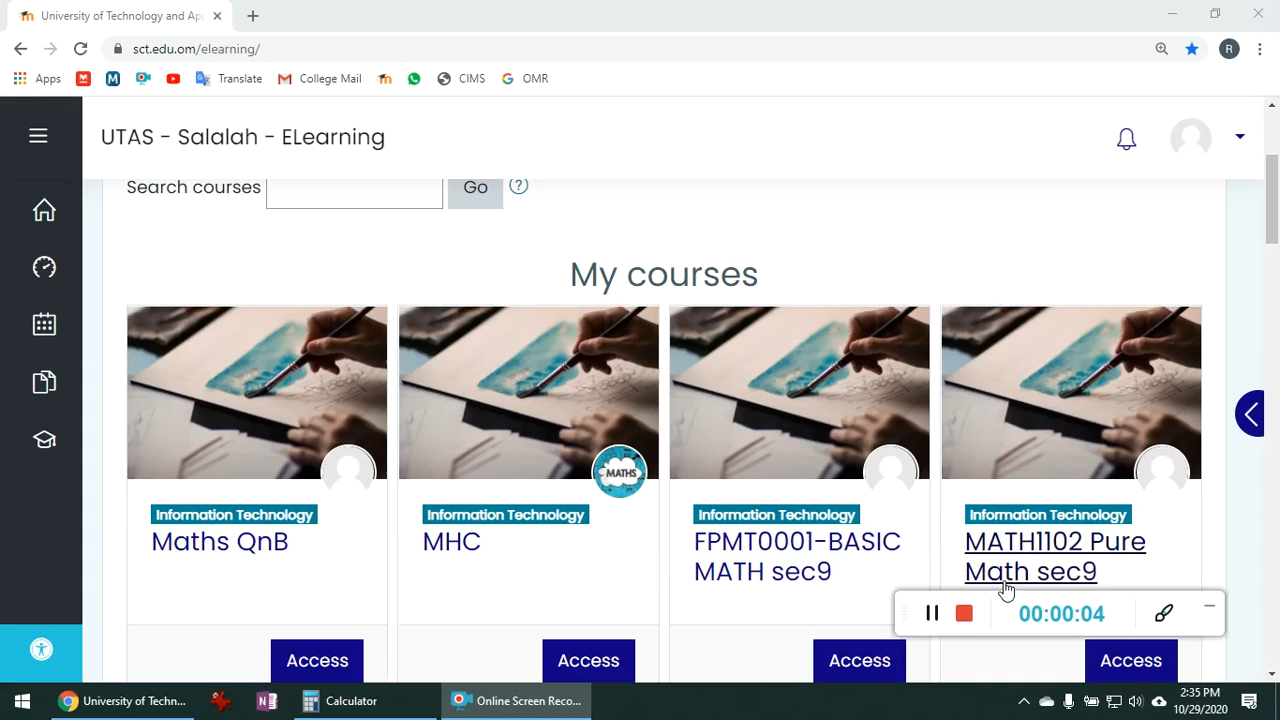 University of Technology and App
sct.edu.om/elearning/
R
Apps
Translate
College Mail
CIMS
OMR
UTAS - Salalah - ELearning
Search courses
Go
?
My courses
MATHS
Information Technology
Information Technology
Information Technology
Information Technology
Maths QnB
MHC
FPMT0001-BASIC
MATH sec9
MATH1102 Pure
Math sec9
00:00:04
Access
Access
Access
Access
University of Techn...
Calculator
Online Screen Reco...
2:35 PM
10/29/2020